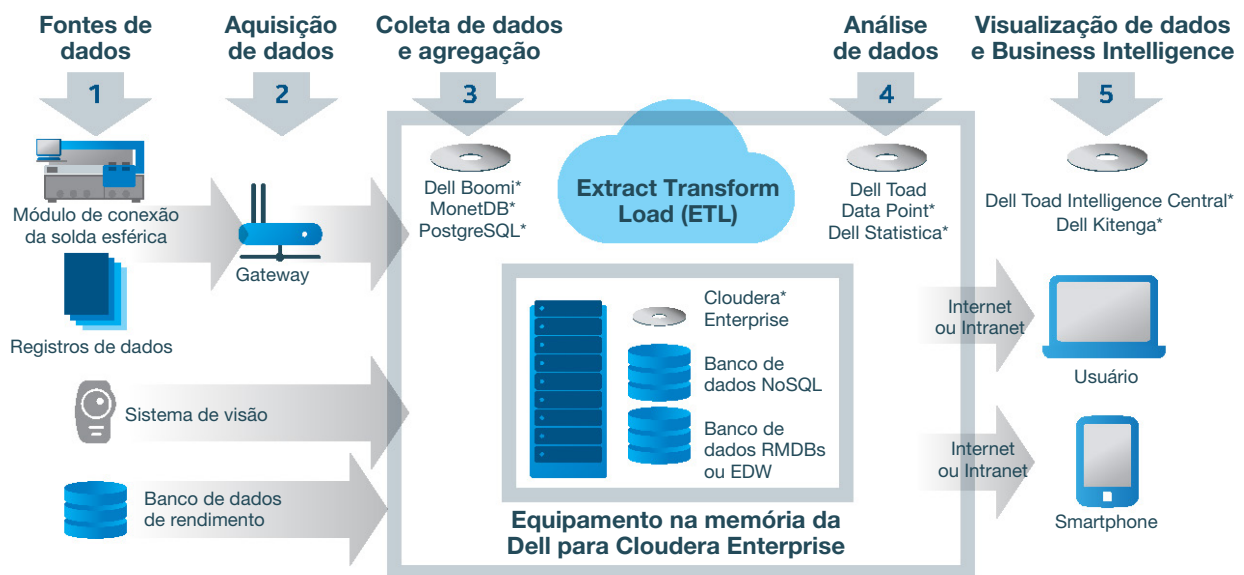 Fontes de
dados
Aquisição
de dados
Coleta de dados
e agregação
Análise
de dados
Visualização de dados
e Business Intelligence
1
2
3
4
5
Módulo de conexão
da solda esférica
Registros de dados
Sistema de visão
Banco de dados
de rendimento
Gateway
Dell Boomi*
MonetDB*
PostgreSQL*
Extract Transform
Load (ETL)
Dell Toad
Data Point*
Dell Statistica*
Dell Toad Intelligence Central*
Dell Kitenga*
Cloudera*
Enterprise
Banco de
dados NoSQL
Banco de
dados RMDBs
ou EDW
Equipamento na memória da
Dell para Cloudera Enterprise
Internet
ou Intranet
Usuário
Internet
ou Intranet
Smartphone